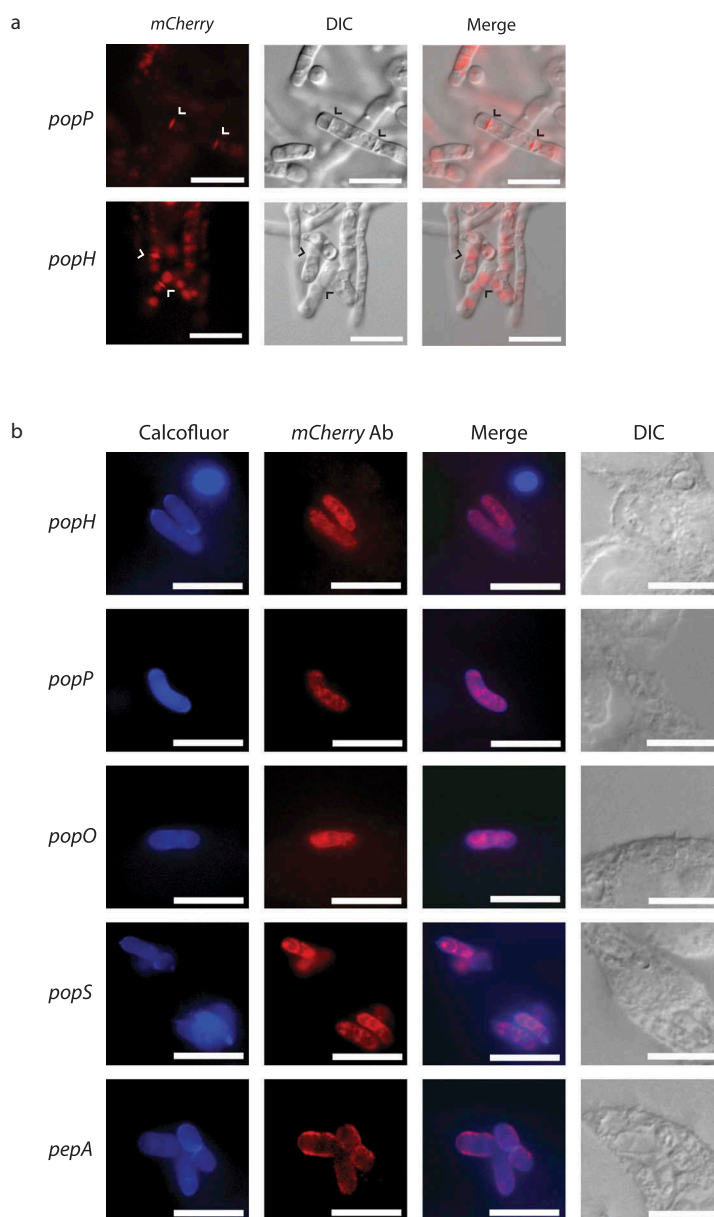 a
mCherry DIC Merge
popP
popH
b
Calcofluor mCherry Ab Merge DIC
popH
popP
popO
popS
pepA